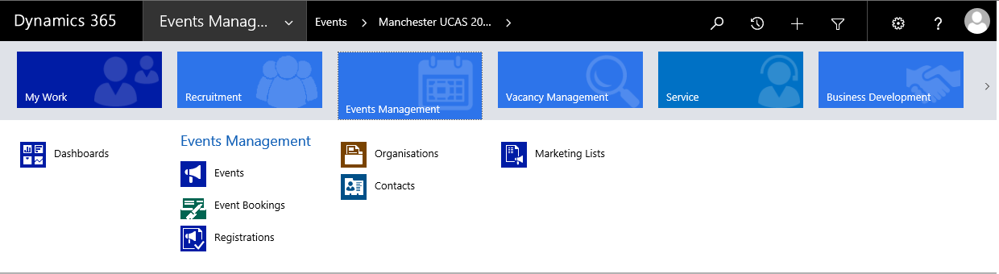 Dynamics 365
Events Manag...
Events
Manchester UCAS 20...
?
My Work
Recruitment
Events Management
Vacancy Management
Service
Business Development
Dashboards
Events Management
Events
Event Bookings
Registrations
Organisations
Contacts
Marketing Lists